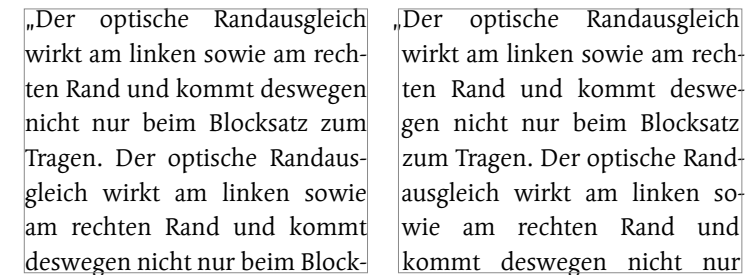 „Der optische Randausgleich
wirkt am linken sowie am rech-
ten Rand und kommt deswegen
nicht nur beim Blocksatz zum
Tragen. Der optische Randaus-
gleich wirkt am linken sowie
am rechten Rand und kommt
deswegen nicht nur beim Block-
„Der optische Randausgleich
wirkt am linken sowie am rech-
ten Rand und kommt deswe-
gen nicht nur beim Blocksatz
zum Tragen. Der optische Rand-
ausgleich wirkt am linken so-
wie am rechten Rand und
kommt deswegen nicht nur